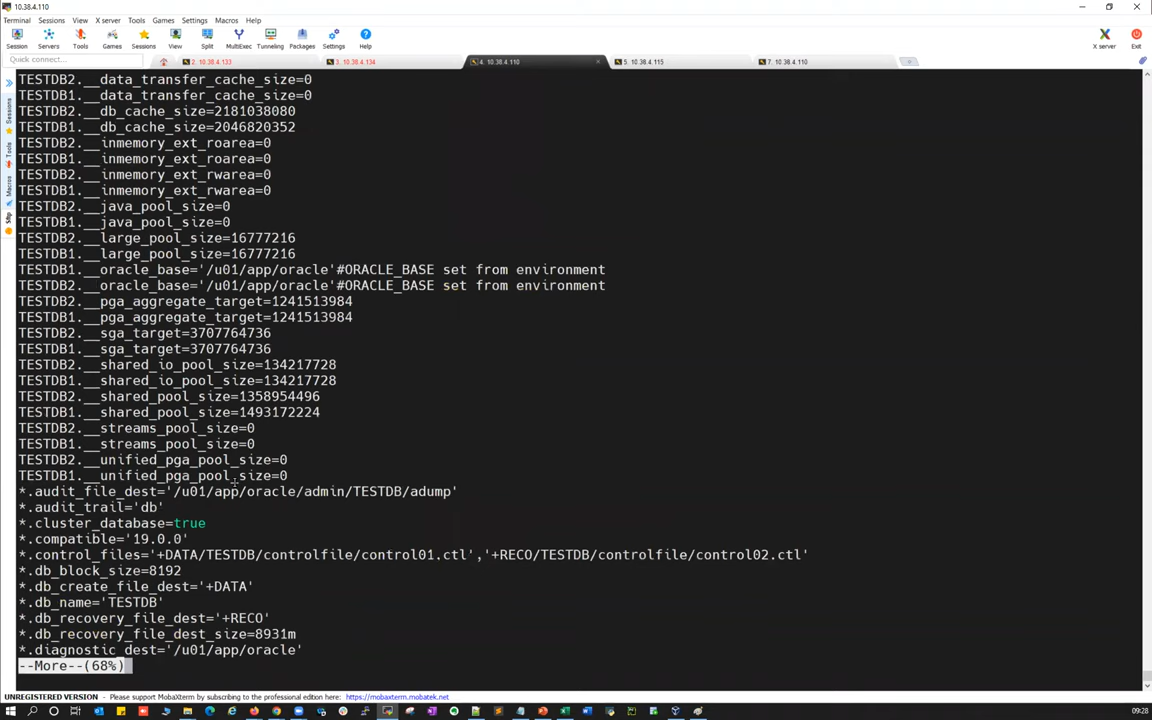 10.38.4.110
Terminal Sessions View X server Tools Games Settings Macros Help
Session Servers Tools Games Sessions View Split MultiExec Tunneling Packages Settings Help X server Exit
Quick connect...
2. 10.38.4.133
3. 10.38.4.134
4. 10.38.4.110
5. 10.38.4.115
7. 10.38.4.110
Sessions
Tools
Macros
Sftp
TESTDB2.__data_transfer_cache_size=0
TESTDB1.__data_transfer_cache_size=0
TESTDB2.__db_cache_size=2181038080
TESTDB1.__db_cache_size=2046820352
TESTDB2.__inmemory_ext_roarea=0
TESTDB1.__inmemory_ext_roarea=0
TESTDB2.__inmemory_ext_rwarea=0
TESTDB1.__inmemory_ext_rwarea=0
TESTDB2.__java_pool_size=0
TESTDB1.__java_pool_size=0
TESTDB2.__large_pool_size=16777216
TESTDB1.__large_pool_size=16777216
TESTDB1.__oracle_base='/u01/app/oracle'#ORACLE_BASE set from environment
TESTDB2.__oracle_base='/u01/app/oracle'#ORACLE_BASE set from environment
TESTDB2.__pga_aggregate_target=1241513984
TESTDB1.__pga_aggregate_target=1241513984
TESTDB2.__sga_target=3707764736
TESTDB1.__sga_target=3707764736
TESTDB2.__shared_io_pool_size=134217728
TESTDB1.__shared_io_pool_size=134217728
TESTDB2.__shared_pool_size=1358954496
TESTDB1.__shared_pool_size=1493172224
TESTDB2.__streams_pool_size=0
TESTDB1.__streams_pool_size=0
TESTDB2.__unified_pga_pool_size=0
TESTDB1.__unified_pga_pool_size=0
*.audit_file_dest='/u01/app/oracle/admin/TESTDB/adump'
*.audit_trail='db'
*.cluster_database=true
*.compatible='19.0.0'
*.control_files='+DATA/TESTDB/controlfile/control01.ctl','+RECO/TESTDB/controlfile/control02.ctl'
*.db_block_size=8192
*.db_create_file_dest='+DATA'
*.db_name='TESTDB'
*.db_recovery_file_dest='+RECO'
*.db_recovery_file_dest_size=8931m
*.diagnostic_dest='/u01/app/oracle'
--More--(68%)
UNREGISTERED VERSION - Please support MobaXterm by subscribing to the professional edition here: https://mobaxterm.mobatek.net
09:28